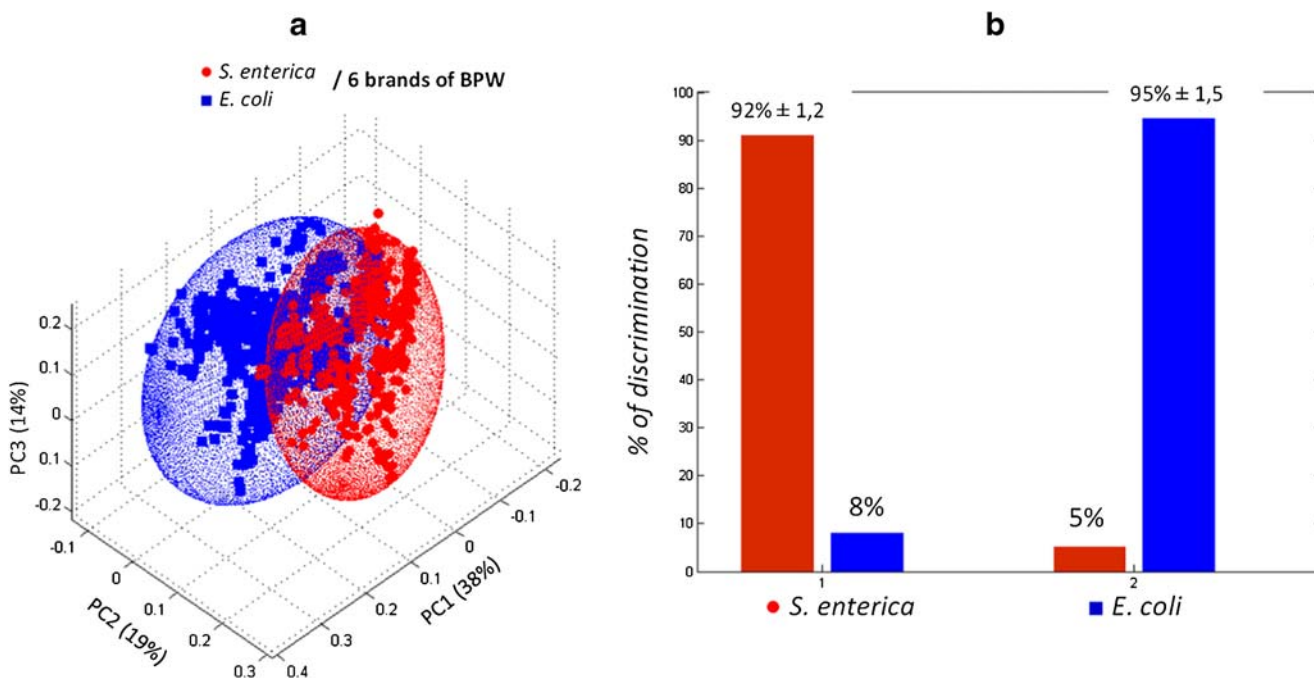 a
S. enterica
E. coli
/ 6 brands of BPW
0.2
0.1
0
0.1
-0.2
PC3 (14%)
-0.1
0
0.1
0.2
0.3
PC2 (19%)
0.4
0.3
0.2
0.1
0
-0.1
-0.2
PC1 (38%)
b
100
90
80
70
60
50
40
30
20
10
0
% of discrimination
92% ± 1,2
8%
5%
95% ± 1,5
1
2
S. enterica
E. coli